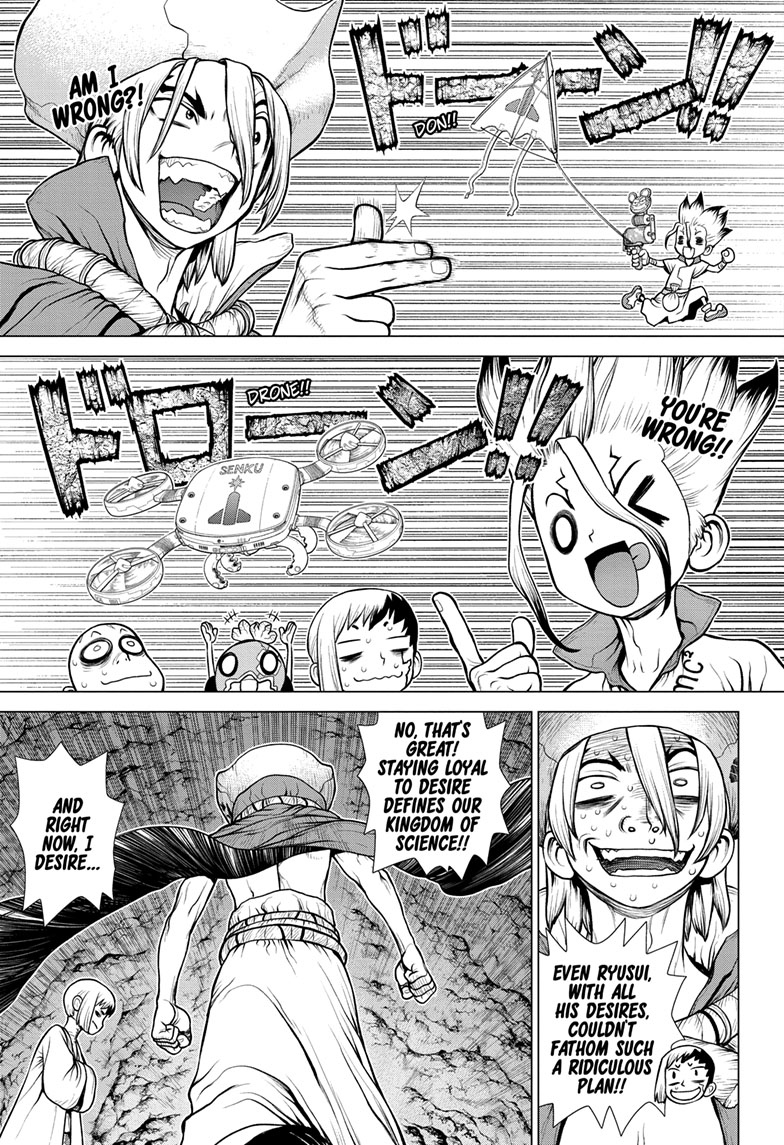 ドドーーン!!
DON!!
AM I
WRONG?!
ドローーン!!
DRONE!!
SENKU
YOU'RE
WRONG!!
mc²
EVEN RYUSUI,
WITH ALL
HIS DESIRES,
COULDN'T
FATHOM SUCH
A RIDICULOUS
PLAN!!
NO, THAT'S
GREAT!
STAYING LOYAL
TO DESIRE
DEFINES OUR
KINGDOM OF
SCIENCE!!
AND
RIGHT
NOW, I
DESIRE...